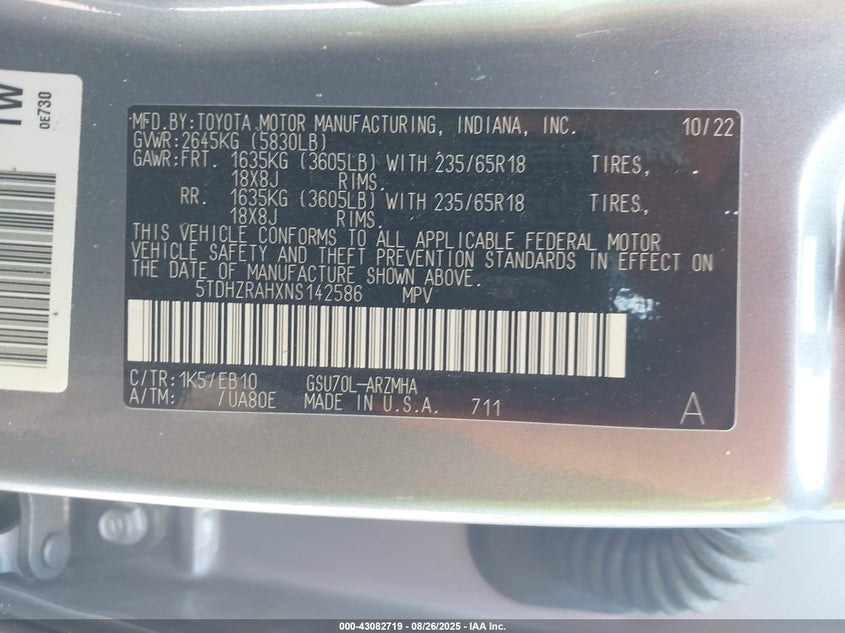 1W
0E730
MFD.BY:TOYOTA MOTOR MANUFACTURING, INDIANA, INC. 10/22
GVWR:2645KG (5830LB)
GAWR:FRT. 1635KG (3605LB) WITH 235/65R18 TIRES,
18X8J RIMS.
RR. 1635KG (3605LB) WITH 235/65R18 TIRES,
18X8J RIMS.
THIS VEHICLE CONFORMS TO ALL APPLICABLE FEDERAL MOTOR
VEHICLE SAFETY AND THEFT PREVENTION STANDARDS IN EFFECT ON
THE DATE OF MANUFACTURE SHOWN ABOVE.
5TDHZRAHXNS142586 MPV
C/TR:1K5/EB10 GSU70L-ARZMHA
A/TM: /UA80E MADE IN U.S.A. 711 A
000-43082719 - 08/26/2025 - IAA Inc.